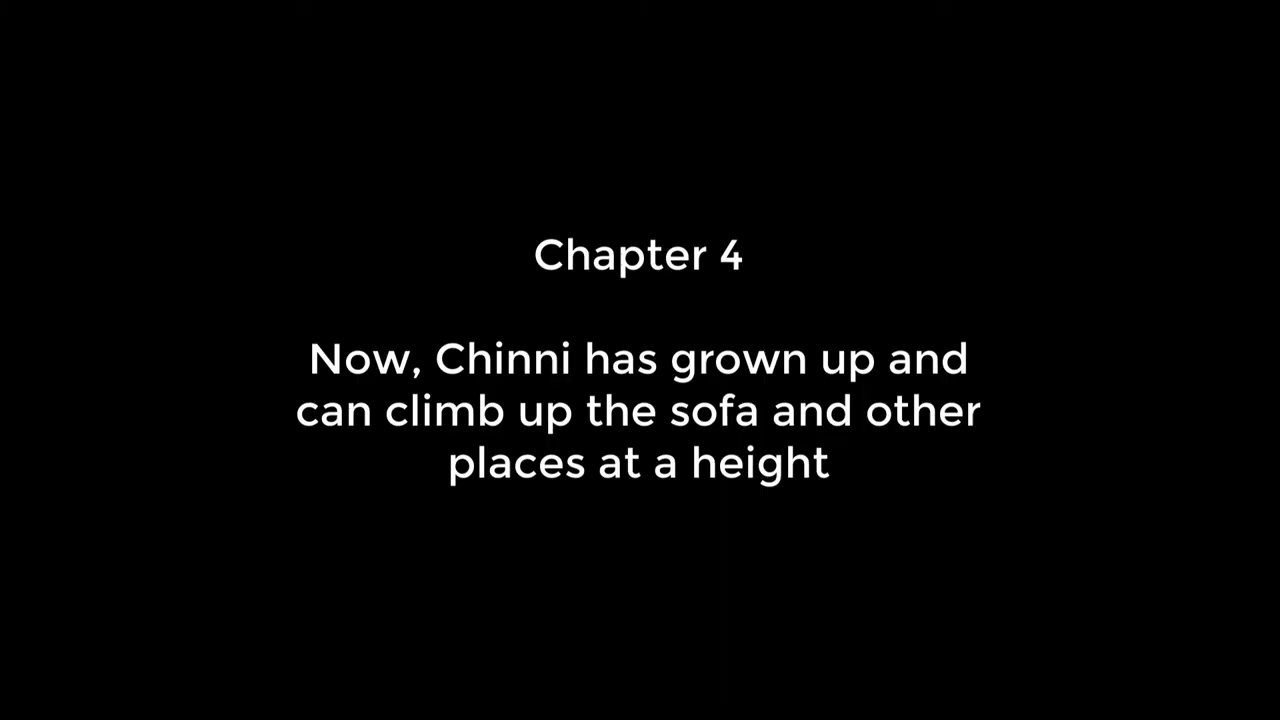 Chapter 4
Now, Chinni has grown up and
can climb up the sofa and other
places at a height